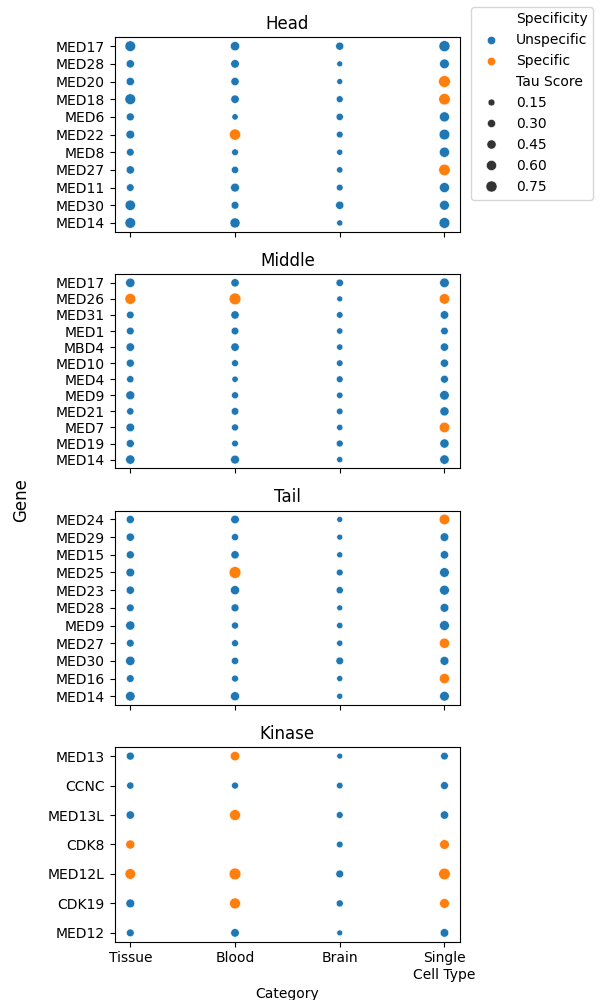 Head
MED17
MED28
MED20
MED18
MED6
MED22
MED8
MED27
MED11
MED30
MED14
Specificity
Unspecific
Specific
Tau Score
0.15
0.30
0.45
0.60
0.75
Middle
MED17
MED26
MED31
MED1
MBD4
MED10
MED4
MED9
MED21
MED7
MED19
MED14
Gene
Tail
MED24
MED29
MED15
MED25
MED23
MED28
MED9
MED27
MED30
MED16
MED14
Kinase
MED13
CCNC
MED13L
CDK8
MED12L
CDK19
MED12
Tissue Blood Brain Single
Cell Type
Category